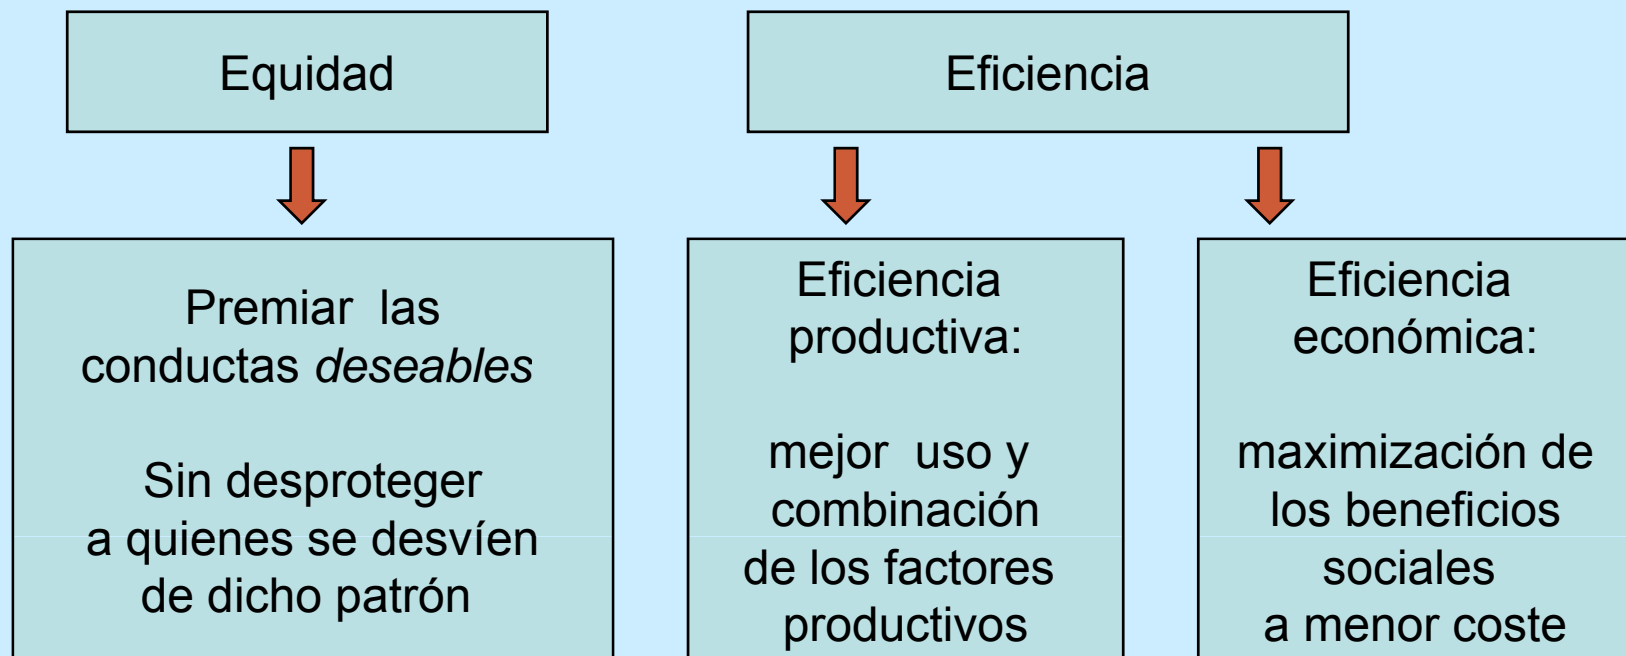 Equidad
Eficiencia
Premiar las
conductas deseables
Sin desproteger
a quienes se desvíen
de dicho patrón
Eficiencia
productiva:
mejor uso y
combinación
de los factores
productivos
Eficiencia
económica:
maximización de
los beneficios
sociales
a menor coste